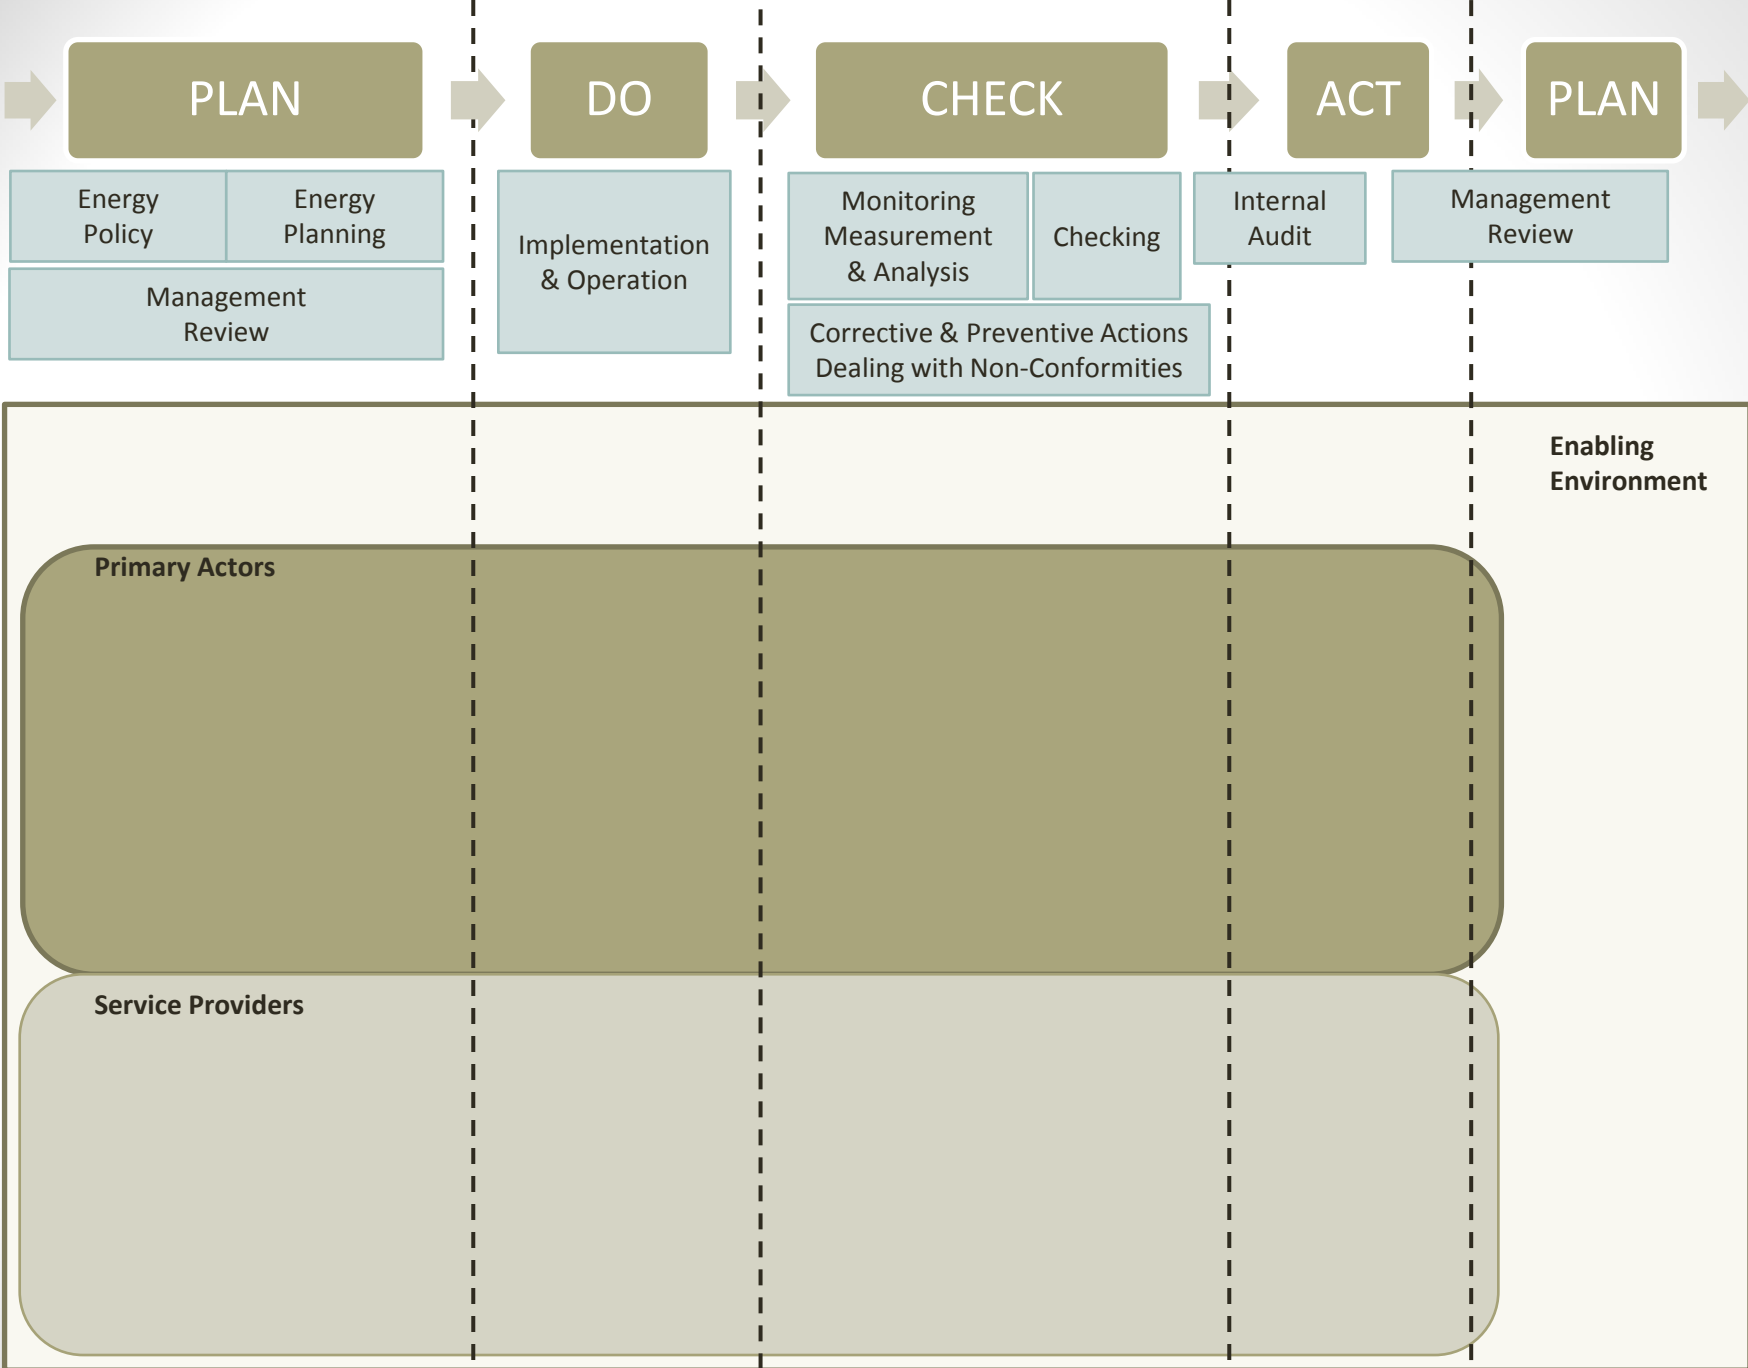 PLAN
DO
CHECK
ACT
PLAN
Energy
Policy
Energy
Planning
Management
Review
Implementation
& Operation
Monitoring
Measurement
& Analysis
Checking
Corrective & Preventive Actions
Dealing with Non-Conformities
Internal
Audit
Management
Review
Enabling
Environment
Primary Actors
Service Providers